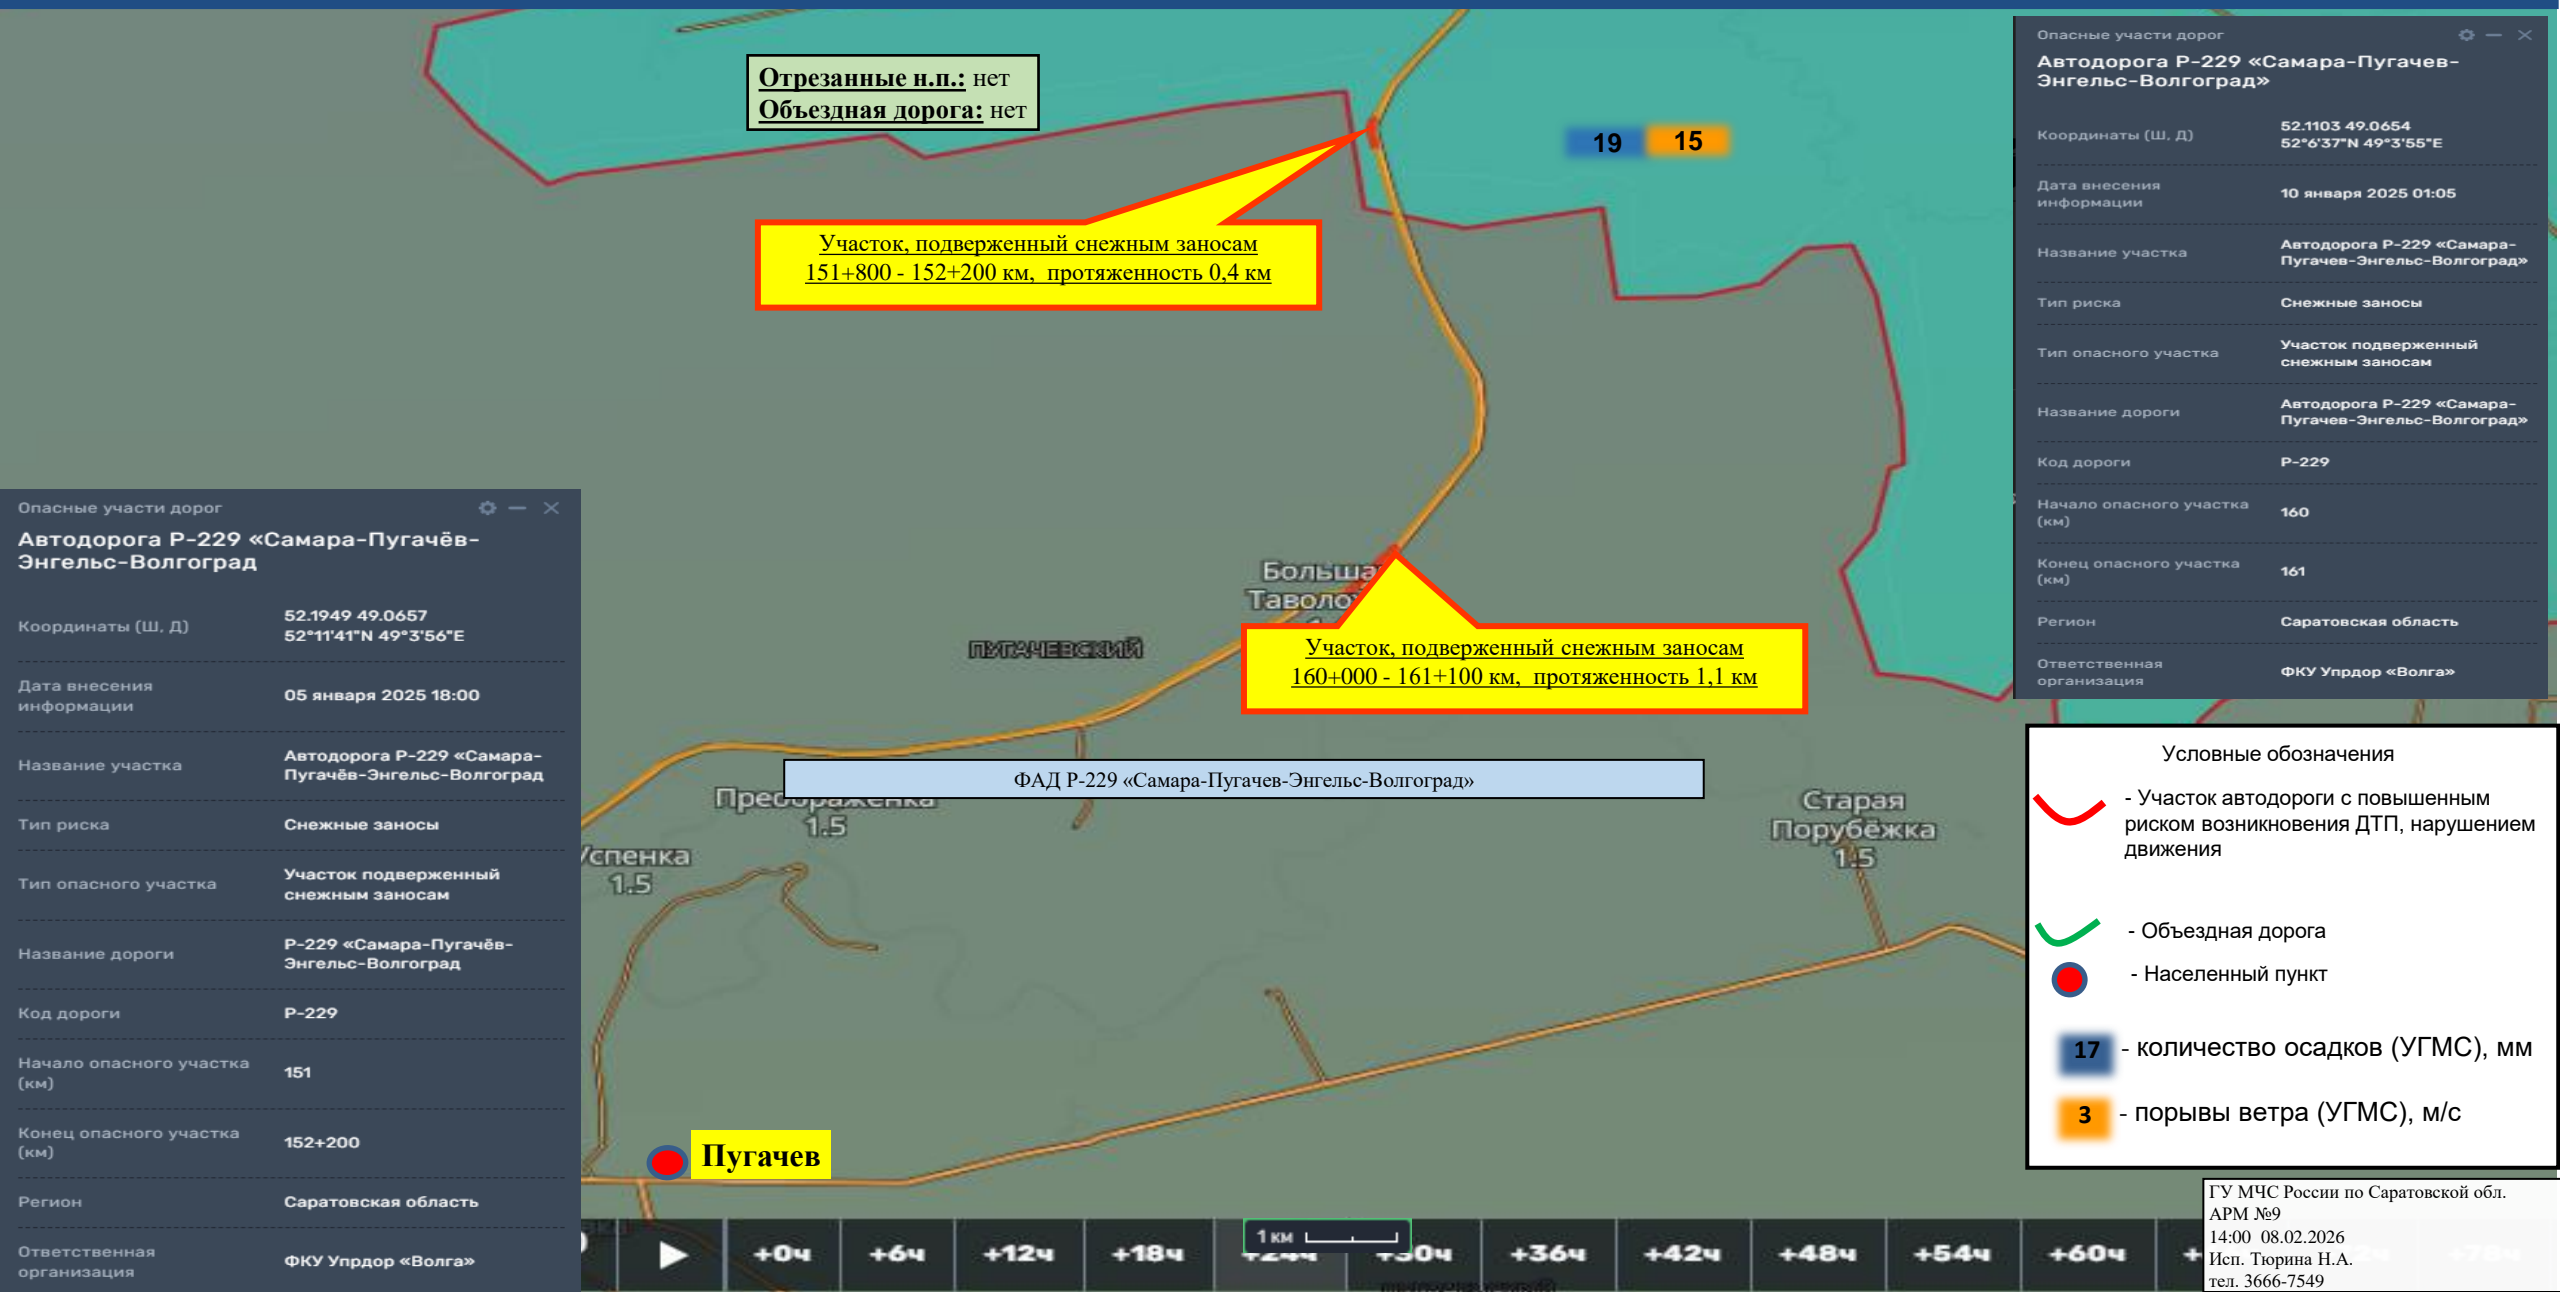 Отрезанные н.п.: нет
Объездная дорога: нет
19
15
Участок, подверженный снежным заносам
151+800 - 152+200 км, протяженность 0,4 км
Опасные участи дорог
Автодорога Р-229 «Самара-Пугачев-
Энгельс-Волгоград»
Координаты (Ш, Д)
52.1103 49.0654
52°6'37"N 49°3'55"E
Дата внесения
информации
10 января 2025 01:05
Название участка
Автодорога Р-229 «Самара-
Пугачев-Энгельс-Волгоград»
Тип риска
Снежные заносы
Тип опасного участка
Участок подверженный
снежным заносам
Название дороги
Автодорога Р-229 «Самара-
Пугачев-Энгельс-Волгоград»
Код дороги
Р-229
Начало опасного участка
(км)
160
Конец опасного участка
(км)
161
Регион
Саратовская область
Ответственная
организация
ФКУ Упрдор «Волга»
Опасные участи дорог
Автодорога Р-229 «Самара-Пугачёв-
Энгельс-Волгоград
Координаты (Ш, Д)
52.1949 49.0657
52°11'41"N 49°3'56"E
Дата внесения
информации
05 января 2025 18:00
Название участка
Автодорога Р-229 «Самара-
Пугачёв-Энгельс-Волгоград
Тип риска
Снежные заносы
Тип опасного участка
Участок подверженный
снежным заносам
Название дороги
Р-229 «Самара-Пугачёв-
Энгельс-Волгоград
Код дороги
Р-229
Начало опасного участка
(км)
151
Конец опасного участка
(км)
152+200
Регион
Саратовская область
Ответственная
организация
ФКУ Упрдор «Волга»
ПУГАЧЕВСКИЙ
Участок, подверженный снежным заносам
160+000 - 161+100 км, протяженность 1,1 км
ФАД Р-229 «Самара-Пугачев-Энгельс-Волгоград»
Преображенка
1.5
Успенка
1.5
Старая
Порубёжка
1.5
Пугачев
Условные обозначения
- Участок автодороги с повышенным
риском возникновения ДТП, нарушением
движения
- Объездная дорога
- Населенный пункт
17 - количество осадков (УГМС), мм
3 - порывы ветра (УГМС), м/с
+0ч +6ч +12ч +18ч +24ч +30ч +36ч +42ч +48ч +54ч +60ч
1 км
ГУ МЧС России по Саратовской обл.
АРМ №9
14:00 08.02.2026
Исп. Тюрина Н.А.
тел. 3666-7549